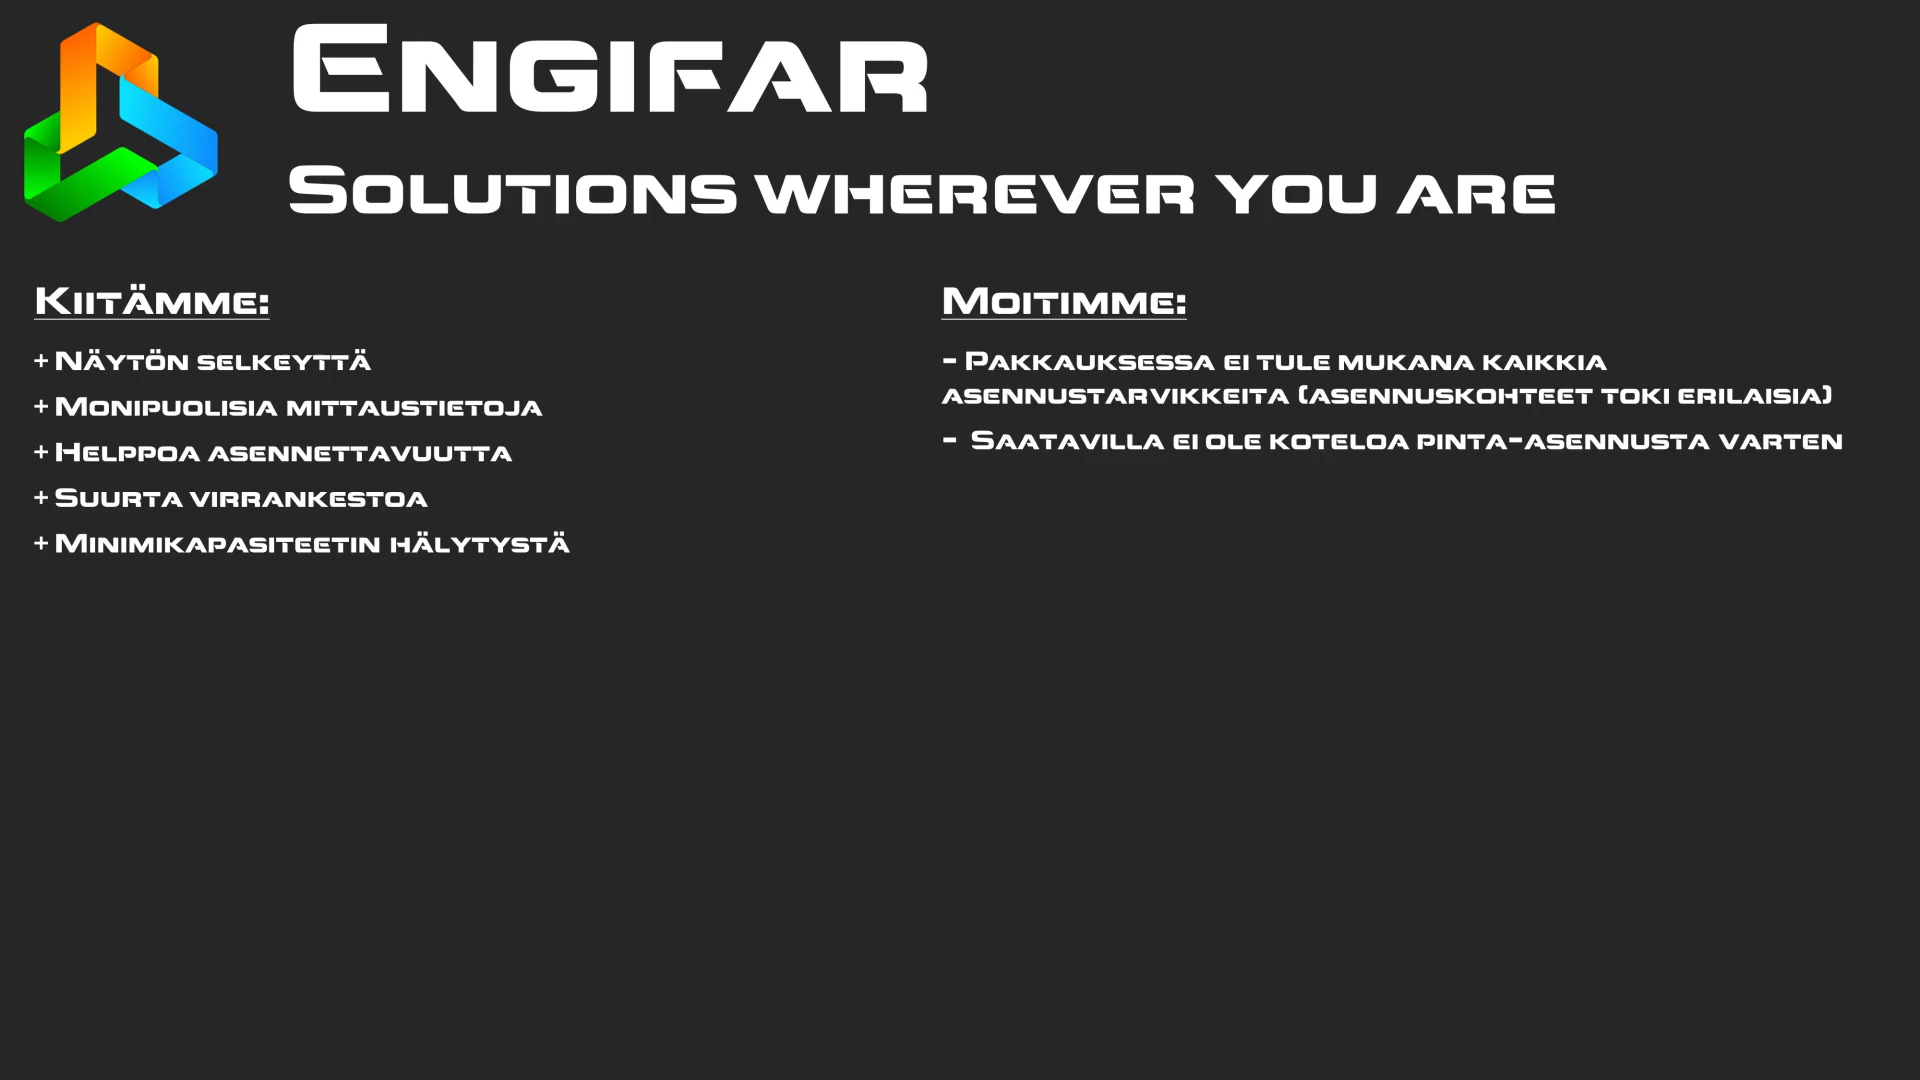 Engifar
Solutions wherever you are
Kiitämme:
+ Näytön selkeyttä
+ Monipuolisia mittaustietoja
+ Helppoa asennettavuutta
+ Suurta virrankestoa
+ Minimikapasiteetin hälytystä
Moitimme:
- Pakkauksessa ei tule mukana kaikkia
asennustarvikkeita (asennuskohteet toki erilaisia)
- Saatavilla ei ole koteloa pinta-asennusta varten